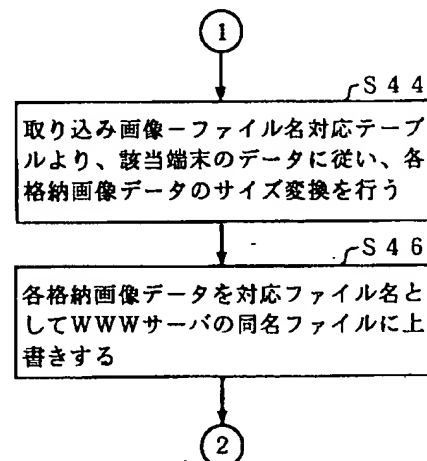 1
S44
取り込み画像－ファイル名対応テーブ
ルより、該当端末のデータに従い、各
格納画像データのサイズ変換を行う
S46
各格納画像データを対応ファイル名と
してWWWサーバの同名ファイルに上
書きする
2